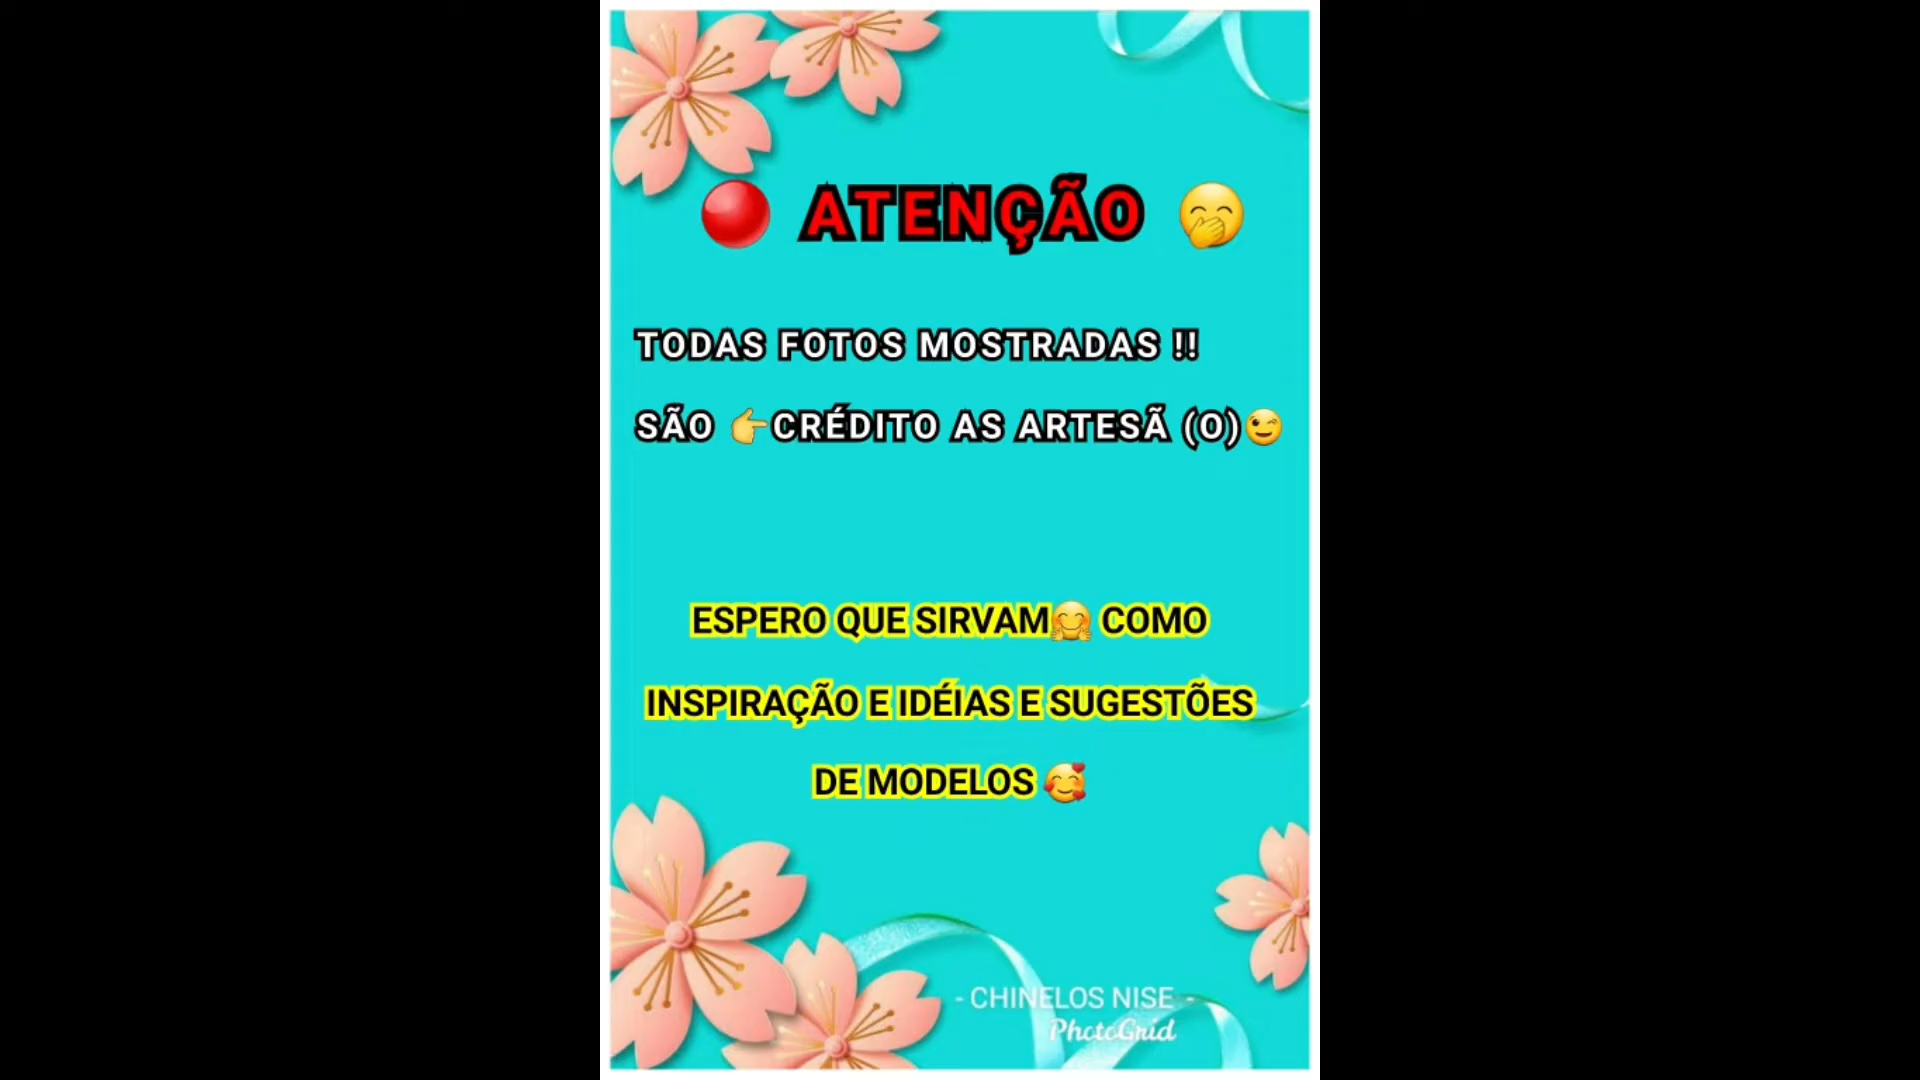 🔴 ATENÇÃO 🤭
TODAS FOTOS MOSTRADAS !!
SÃO 👉CRÉDITO AS ARTESÃ (O)😉
ESPERO QUE SIRVAM🤗 COMO
INSPIRAÇÃO E IDÉIAS E SUGESTÕES
DE MODELOS 🥰
- CHINELOS NISE -
PhotoGrid